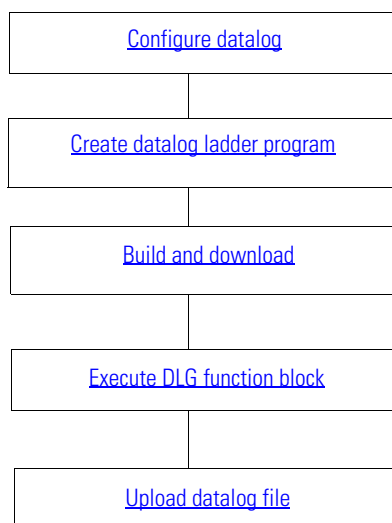 Configure datalog
Create datalog ladder program
Build and download
Execute DLG function block
Upload datalog file